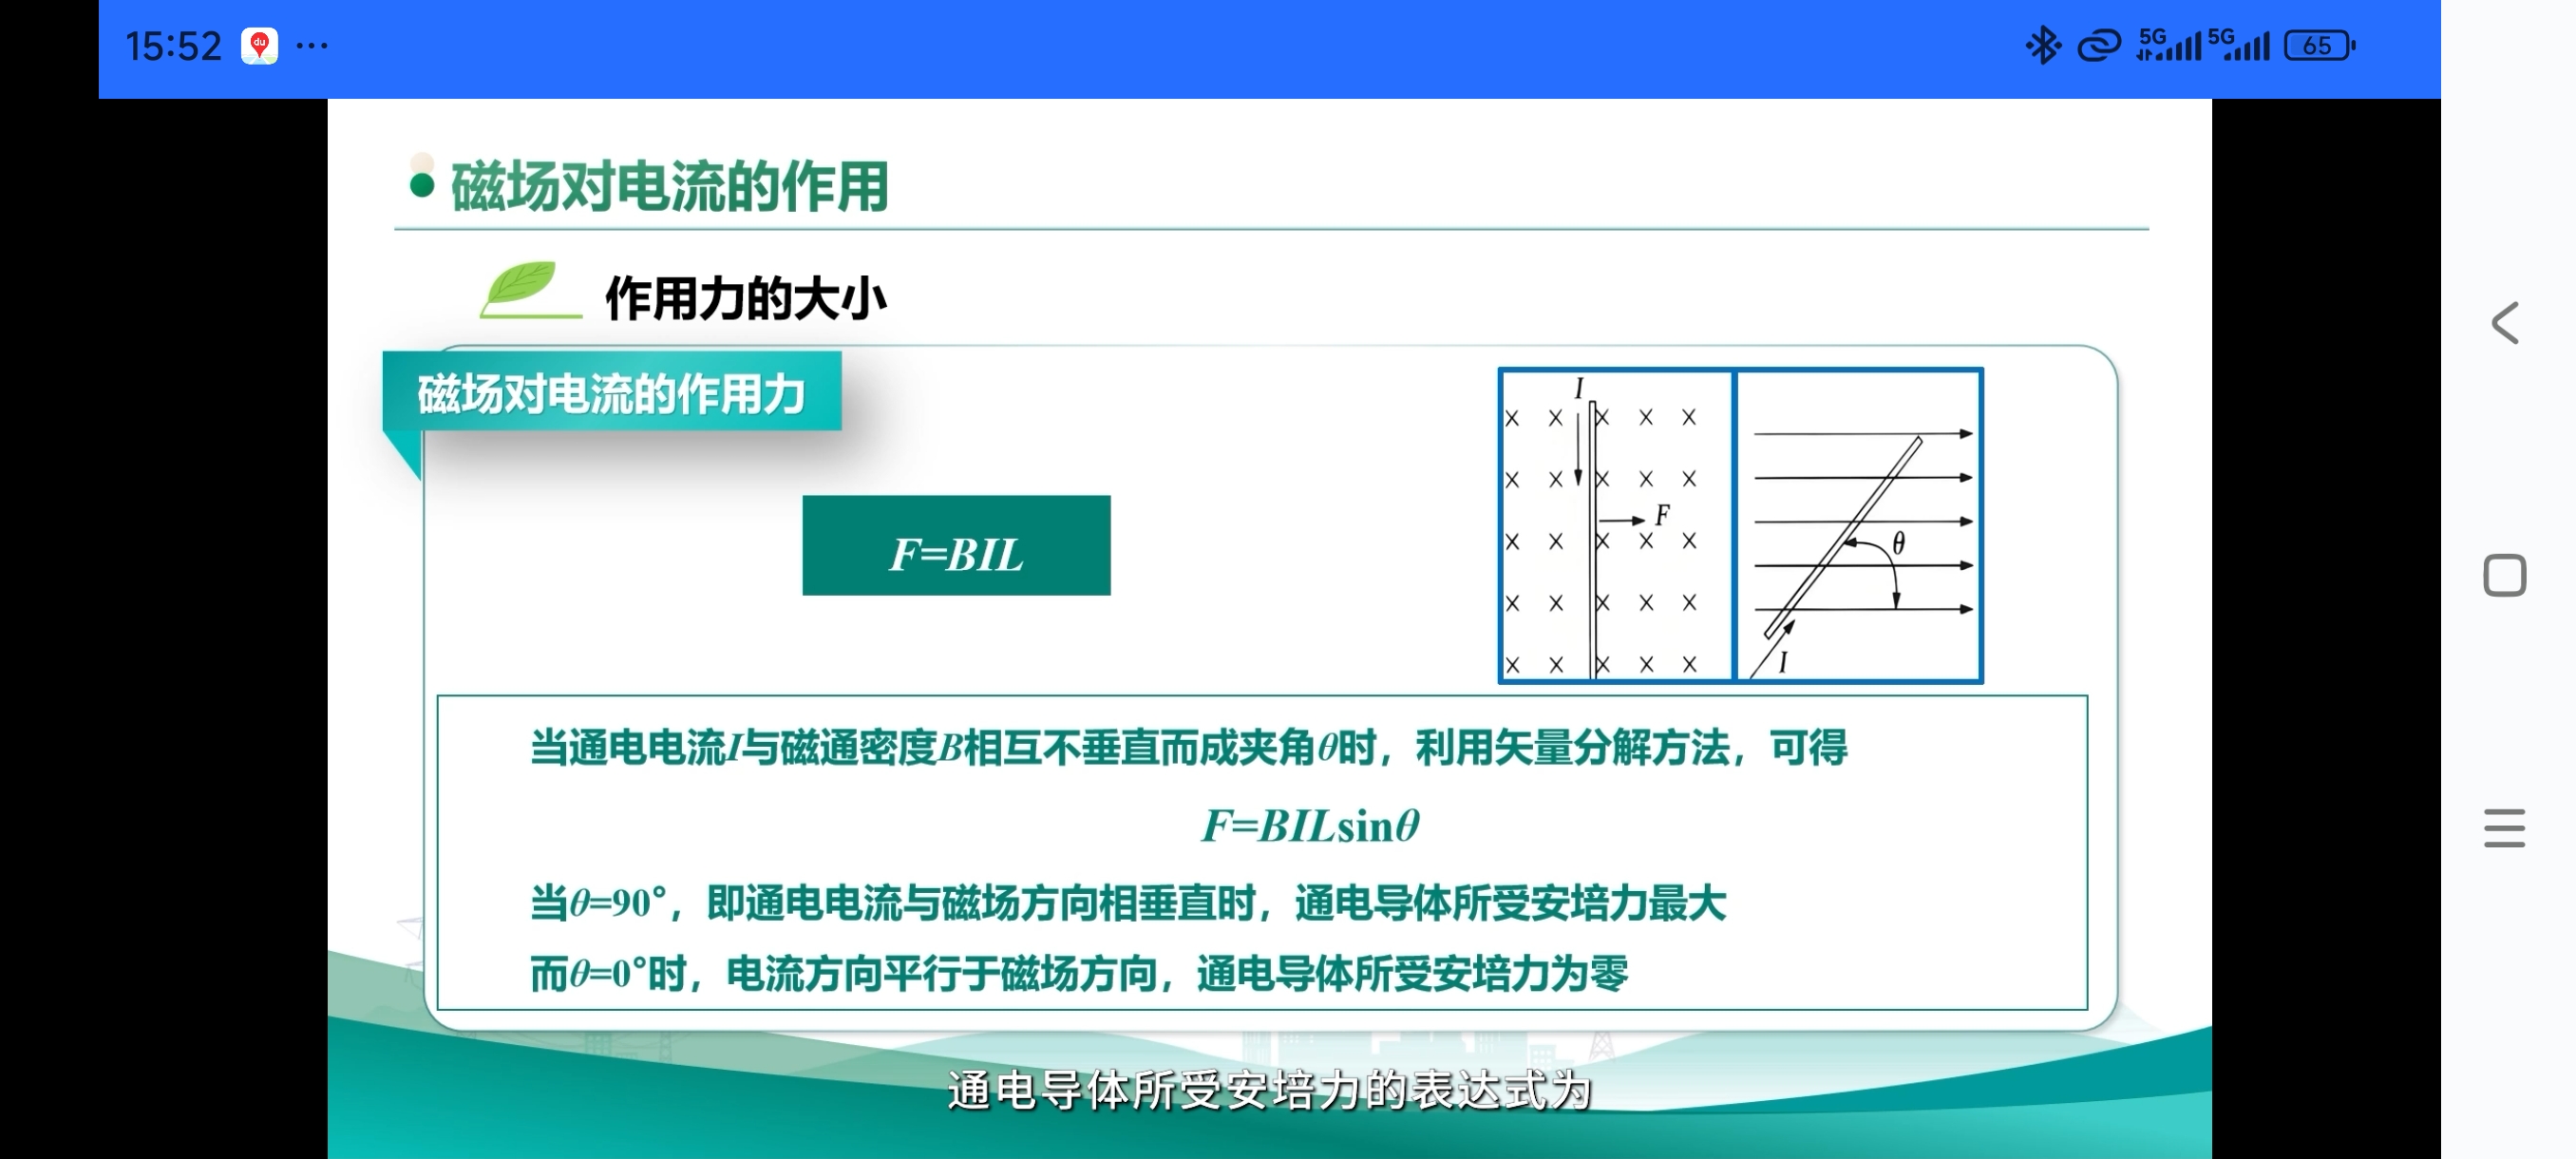 15:52 du ...
5G 5G 65
磁场对电流的作用
作用力的大小
磁场对电流的作用力
F=BIL
I
F
θ
I
当通电电流I与磁通密度B相互不垂直而成夹角θ时，利用矢量分解方法，可得
F=BILsinθ
当θ=90°，即通电电流与磁场方向相垂直时，通电导体所受安培力最大
而θ=0°时，电流方向平行于磁场方向，通电导体所受安培力为零
通电导体所受安培力的表达式为